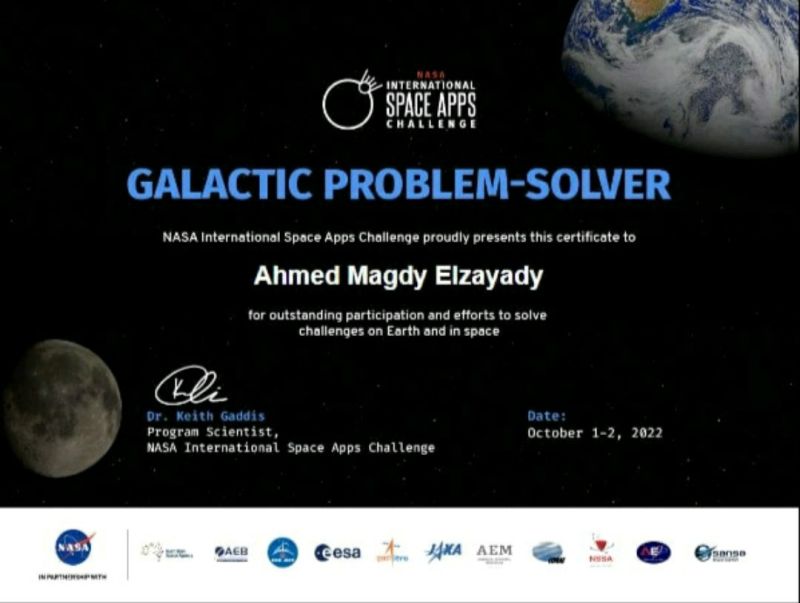 NASA
INTERNATIONAL
SPACE APPS
CHALLENGE
GALACTIC PROBLEM-SOLVER
NASA International Space Apps Challenge proudly presents this certificate to
Ahmed Magdy Elzayady
for outstanding participation and efforts to solve
challenges on Earth and in space
Dr. Keith Gaddis
Program Scientist,
NASA International Space Apps Challenge
Date:
October 1-2, 2022
NASA
IN PARTNERSHIP WITH
AEB
esa
JAXA
AEM
NSSA
sansa